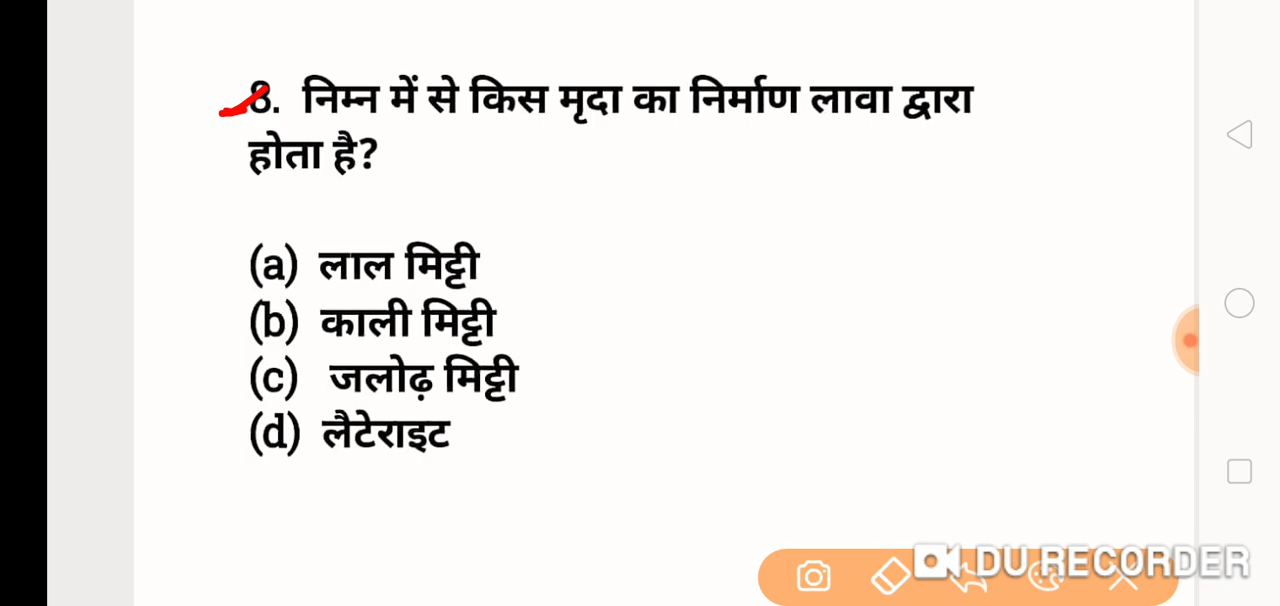 8. निम्न में से किस मृदा का निर्माण लावा द्वारा
होता है?
(a) लाल मिट्टी
(b) काली मिट्टी
(c) जलोढ़ मिट्टी
(d) लैटेराइट
DU RECORDER